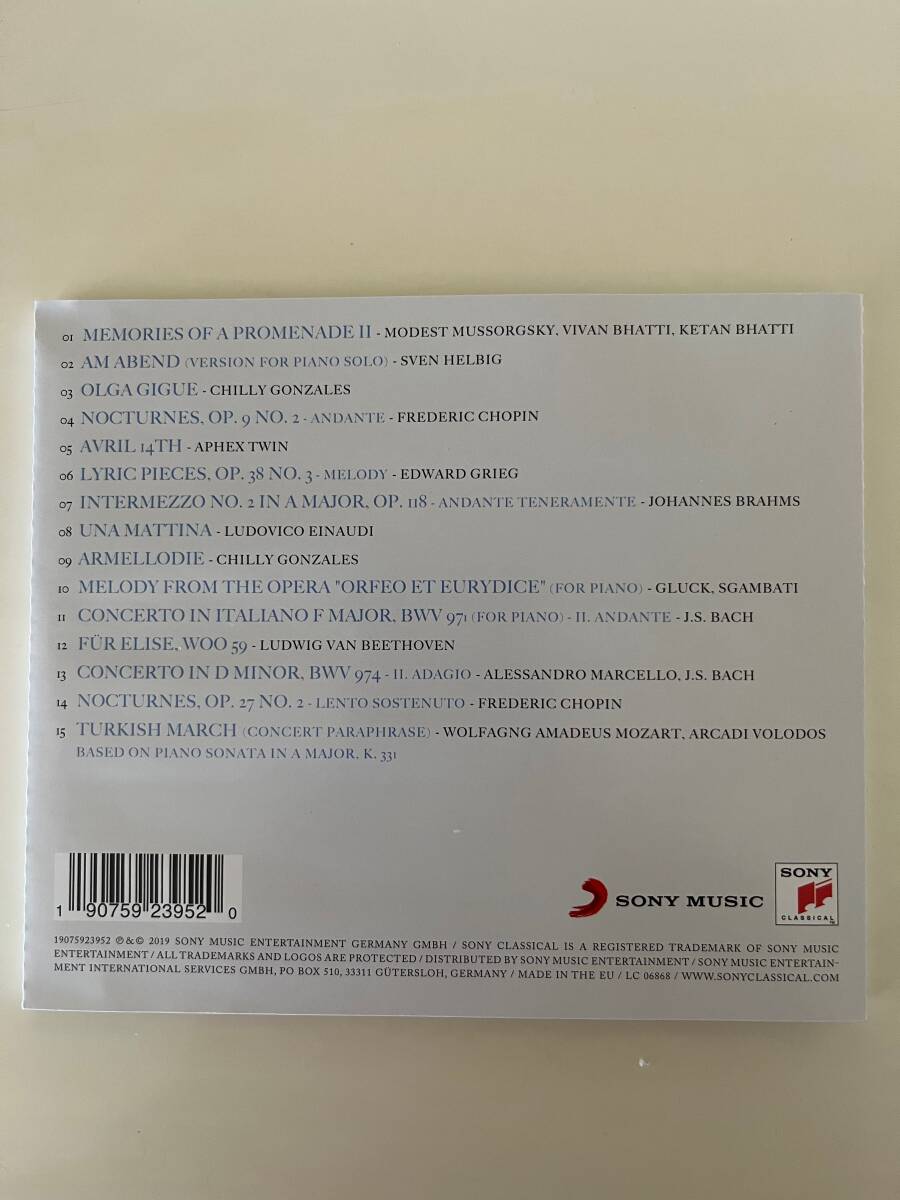 01 MEMORIES OF A PROMENADE II - MODEST MUSSORGSKY, VIVAN BHATTI, KETAN BHATTI
02 AM ABEND (VERSION FOR PIANO SOLO) - SVEN HELBIG
03 OLGA GIGUE - CHILLY GONZALES
04 NOCTURNES, OP. 9 NO. 2 - ANDANTE - FREDERIC CHOPIN
05 AVRIL 14TH - APHEX TWIN
06 LYRIC PIECES, OP. 38 NO. 3 - MELODY - EDWARD GRIEG
07 INTERMEZZO NO. 2 IN A MAJOR, OP. 118 - ANDANTE TENERAMENTE - JOHANNES BRAHMS
08 UNA MATTINA - LUDOVICO EINAUDI
09 ARMELLODIE - CHILLY GONZALES
10 MELODY FROM THE OPERA "ORFEO ET EURYDICE" (FOR PIANO) - GLUCK, SGAMBATI
11 CONCERTO IN ITALIANO F MAJOR, BWV 971 (FOR PIANO) - II. ANDANTE - J.S. BACH
12 FÜR ELISE, WOO 59 - LUDWIG VAN BEETHOVEN
13 CONCERTO IN D MINOR, BWV 974 - II. ADAGIO - ALESSANDRO MARCELLO, J.S. BACH
14 NOCTURNES, OP. 27 NO. 2 - LENTO SOSTENUTO - FREDERIC CHOPIN
15 TURKISH MARCH (CONCERT PARAPHRASE) - WOLFAGNG AMADEUS MOZART, ARCADI VOLODOS
BASED ON PIANO SONATA IN A MAJOR, K. 331
1 90759 23952 0
SONY MUSIC
SONY
CLASSICAL
19075923952 ℗&© 2019 SONY MUSIC ENTERTAINMENT GERMANY GMBH / SONY CLASSICAL IS A REGISTERED TRADEMARK OF SONY MUSIC
ENTERTAINMENT / ALL TRADEMARKS AND LOGOS ARE PROTECTED / DISTRIBUTED BY SONY MUSIC ENTERTAINMENT / SONY MUSIC ENTERTAIN-
MENT INTERNATIONAL SERVICES GMBH, PO BOX 510, 33311 GÜTERSLOH, GERMANY / MADE IN THE EU / LC 06868 / WWW.SONYCLASSICAL.COM